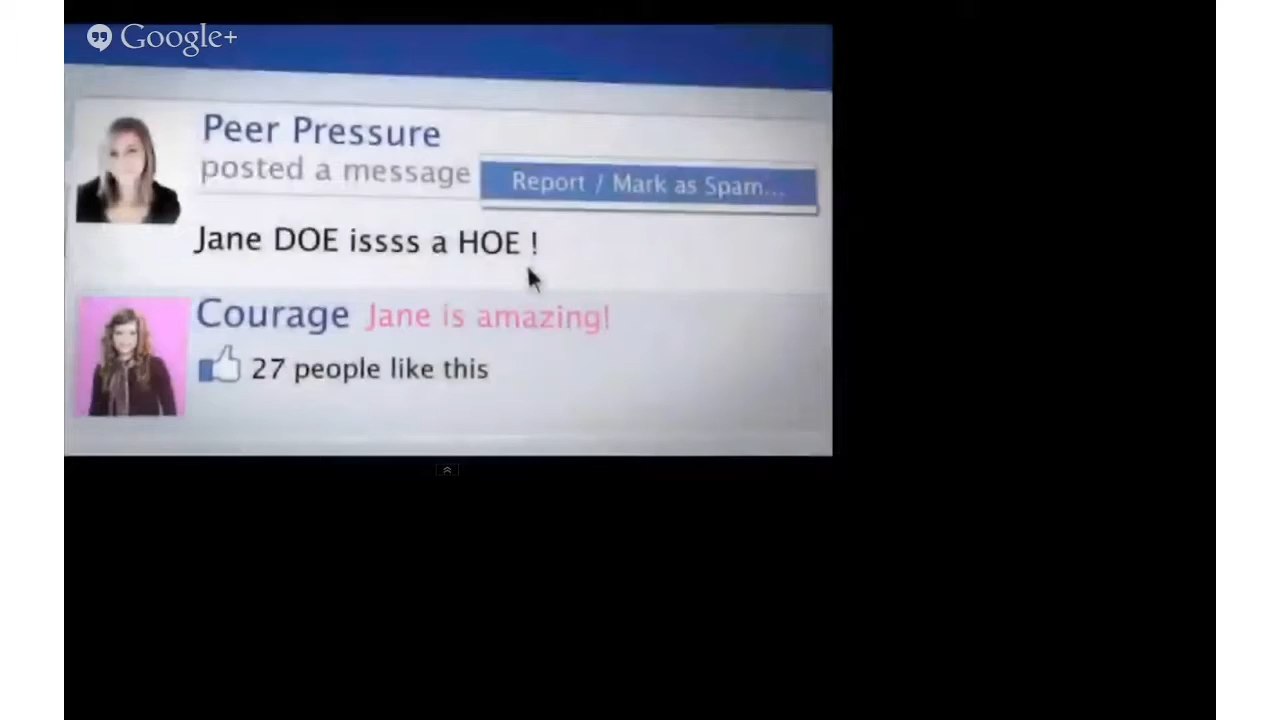 Google+
Peer Pressure
posted a message
Report / Mark as Spam...
Jane DOE issss a HOE !
Courage Jane is amazing!
27 people like this